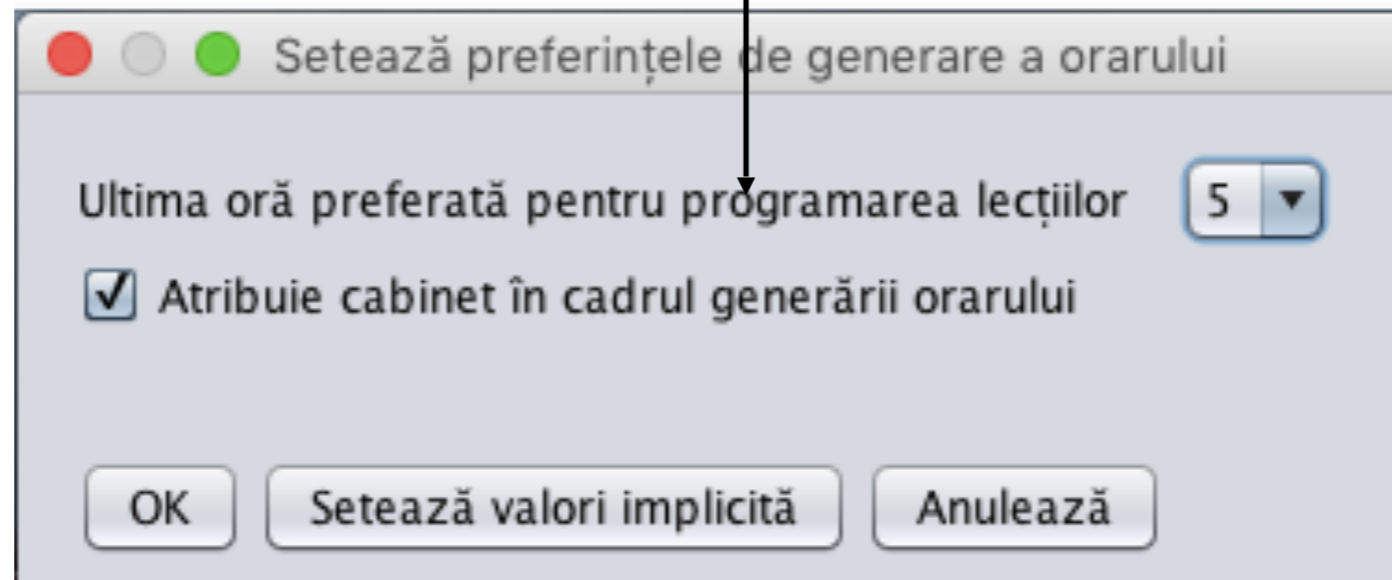 Setează preferințele de generare a orarului
Ultima oră preferată pentru programarea lecțiilor 5
Atribuie cabinet în cadrul generării orarului
OK Setează valori implicită Anulează